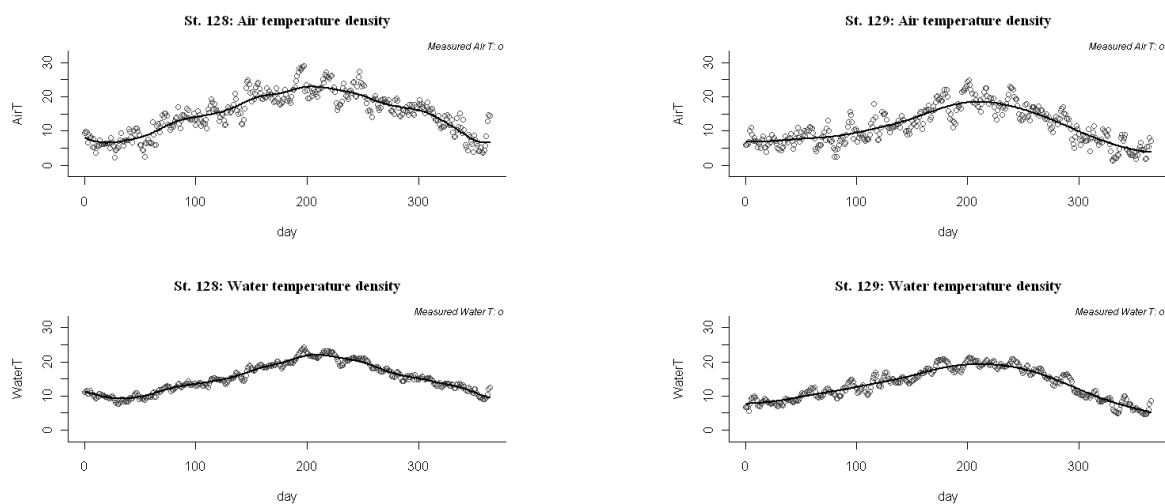 St. 128: Air temperature density
Measured Air T: o
AirT
30
20
10
0
0 100 200 300
day
St. 129: Air temperature density
Measured Air T: o
AirT
30
20
10
0
0 100 200 300
day
St. 128: Water temperature density
Measured Water T: o
WaterT
30
20
10
0
0 100 200 300
day
St. 129: Water temperature density
Measured Water T: o
WaterT
30
20
10
0
0 100 200 300
day